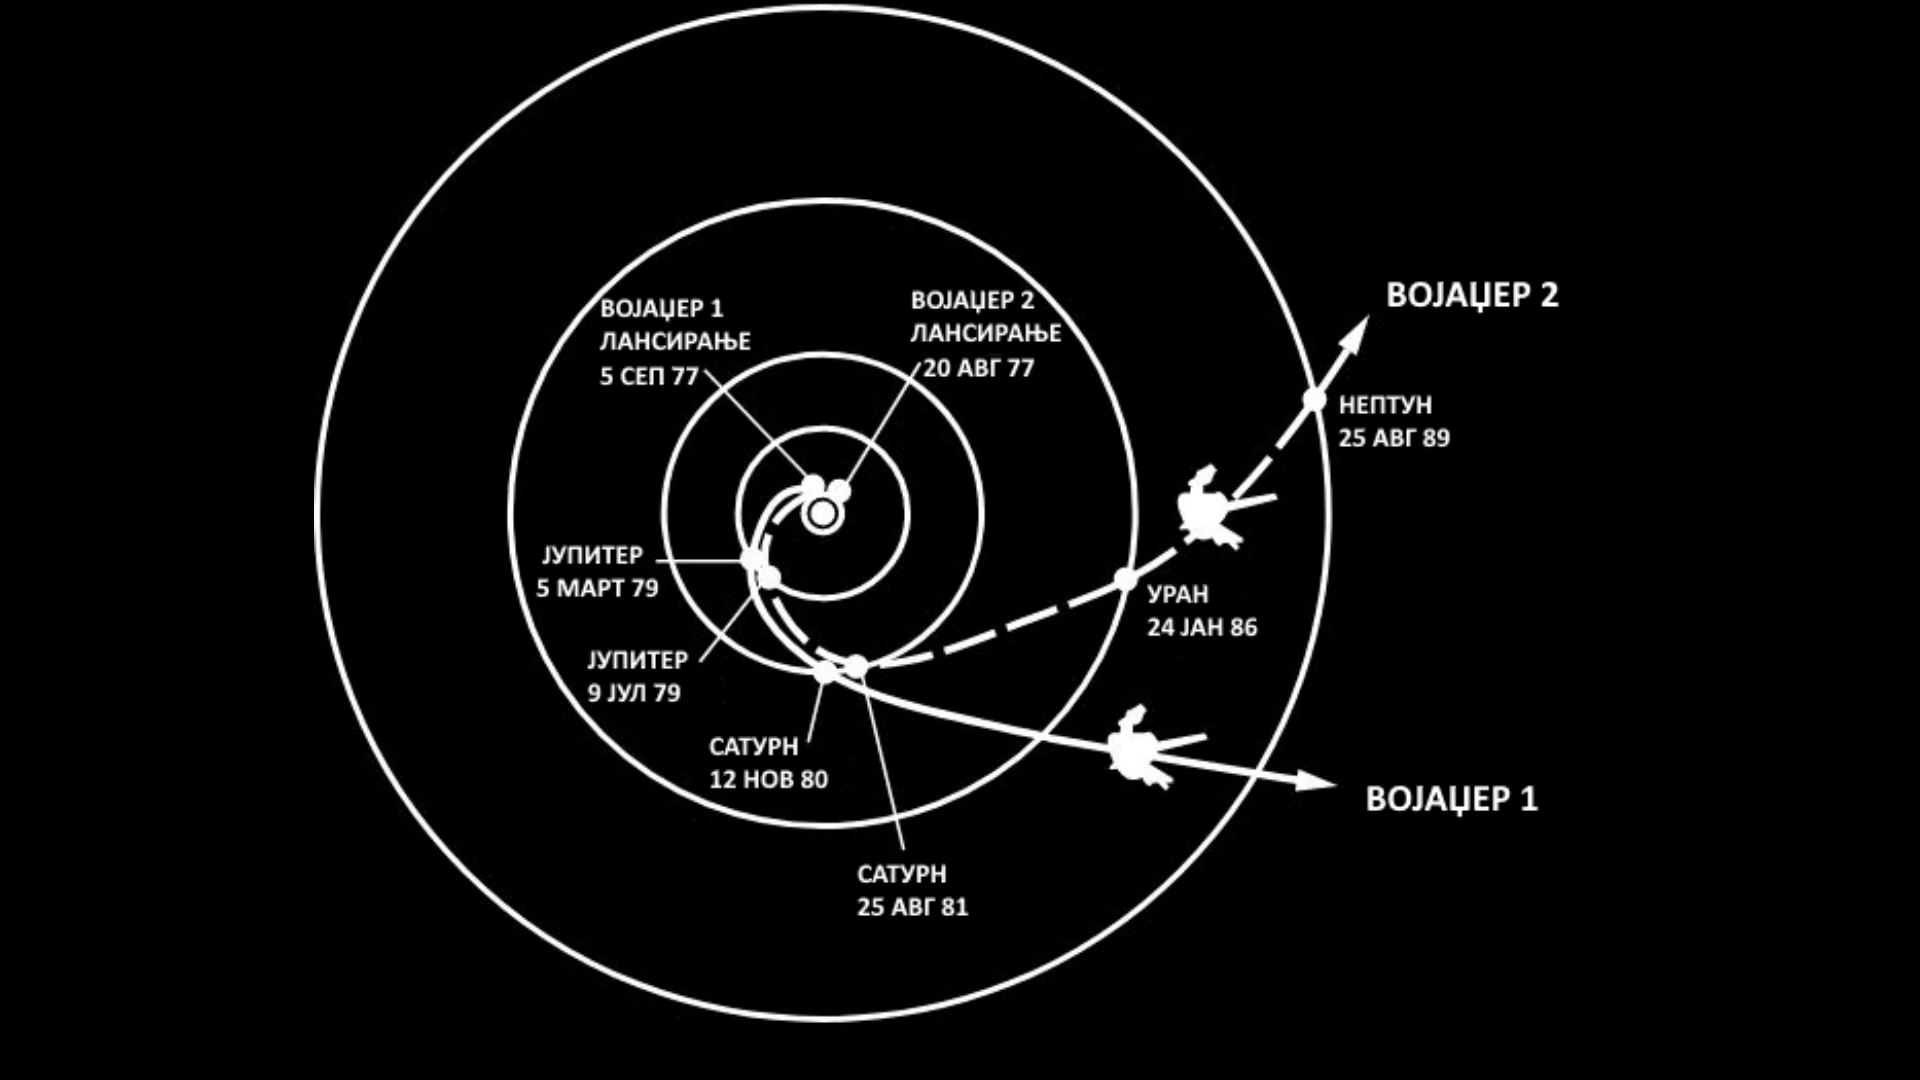 ВОЈАЏЕР 1
ЛАНСИРАЊЕ
5 СЕП 77
ВОЈАЏЕР 2
ЛАНСИРАЊЕ
20 АВГ 77
ВОЈАЏЕР 2
НЕПТУН
25 АВГ 89
ЈУПИТЕР
5 МАРТ 79
УРАН
24 ЈАН 86
ЈУПИТЕР
9 ЈУЛ 79
САТУРН
12 НОВ 80
ВОЈАЏЕР 1
САТУРН
25 АВГ 81